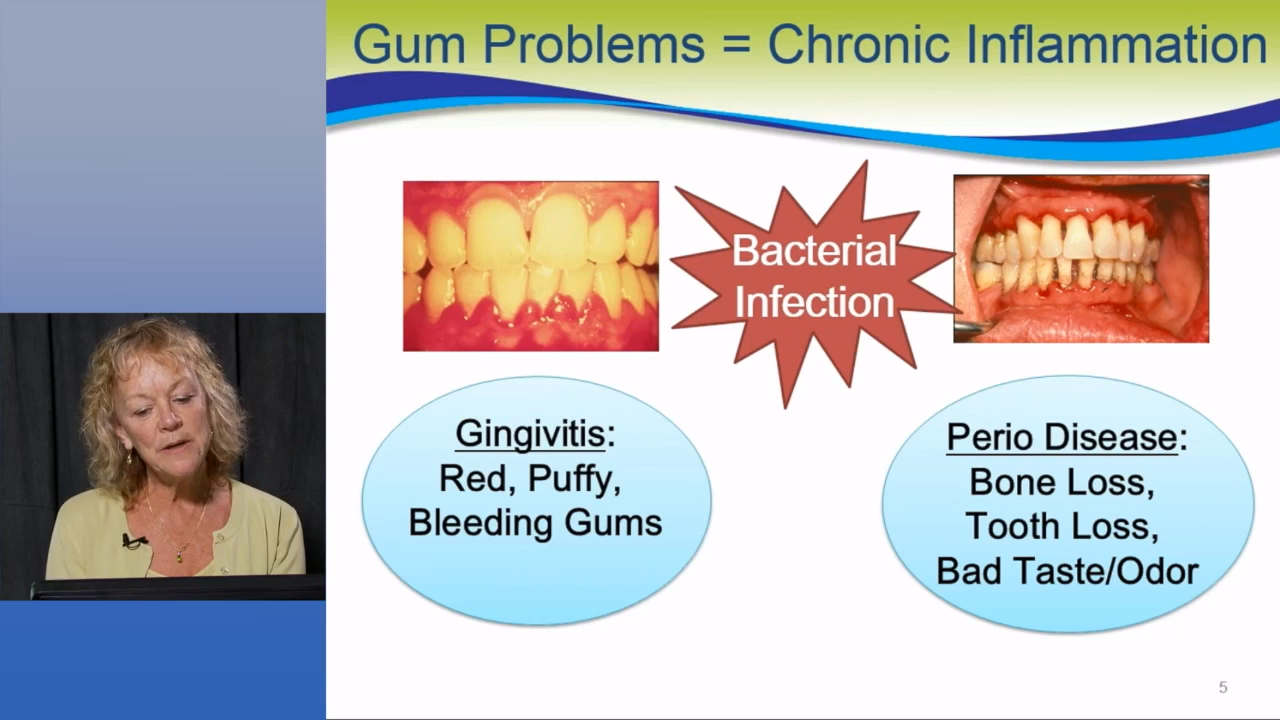 Gum Problems = Chronic Inflammation
Bacterial
Infection
Gingivitis:
Red, Puffy,
Bleeding Gums
Perio Disease:
Bone Loss,
Tooth Loss,
Bad Taste/Odor
5